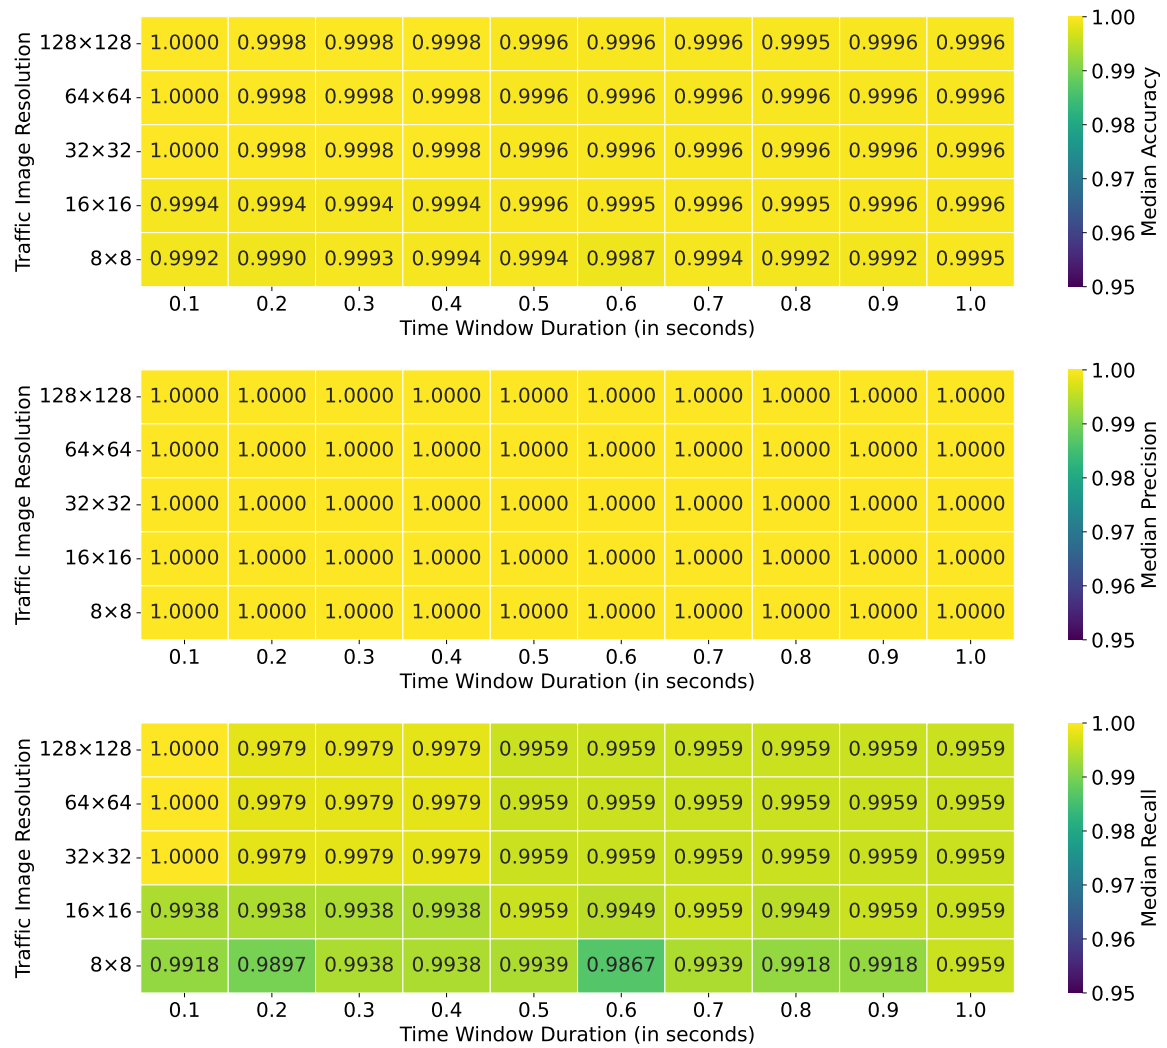 Traffic Image Resolution
128×128 1.0000 0.9998 0.9998 0.9998 0.9996 0.9996 0.9996 0.9995 0.9996 0.9996
64×64 1.0000 0.9998 0.9998 0.9998 0.9996 0.9996 0.9996 0.9996 0.9996 0.9996
32×32 1.0000 0.9998 0.9998 0.9998 0.9996 0.9996 0.9996 0.9996 0.9996 0.9996
16×16 0.9994 0.9994 0.9994 0.9994 0.9996 0.9995 0.9996 0.9995 0.9996 0.9996
8×8 0.9992 0.9990 0.9993 0.9994 0.9994 0.9987 0.9994 0.9992 0.9992 0.9995
0.1 0.2 0.3 0.4 0.5 0.6 0.7 0.8 0.9 1.0
Time Window Duration (in seconds)
1.00
0.99
0.98
0.97
0.96
0.95
Median Accuracy
Traffic Image Resolution
128×128 1.0000 1.0000 1.0000 1.0000 1.0000 1.0000 1.0000 1.0000 1.0000 1.0000
64×64 1.0000 1.0000 1.0000 1.0000 1.0000 1.0000 1.0000 1.0000 1.0000 1.0000
32×32 1.0000 1.0000 1.0000 1.0000 1.0000 1.0000 1.0000 1.0000 1.0000 1.0000
16×16 1.0000 1.0000 1.0000 1.0000 1.0000 1.0000 1.0000 1.0000 1.0000 1.0000
8×8 1.0000 1.0000 1.0000 1.0000 1.0000 1.0000 1.0000 1.0000 1.0000 1.0000
0.1 0.2 0.3 0.4 0.5 0.6 0.7 0.8 0.9 1.0
Time Window Duration (in seconds)
1.00
0.99
0.98
0.97
0.96
0.95
Median Precision
Traffic Image Resolution
128×128 1.0000 0.9979 0.9979 0.9979 0.9959 0.9959 0.9959 0.9959 0.9959 0.9959
64×64 1.0000 0.9979 0.9979 0.9979 0.9959 0.9959 0.9959 0.9959 0.9959 0.9959
32×32 1.0000 0.9979 0.9979 0.9979 0.9959 0.9959 0.9959 0.9959 0.9959 0.9959
16×16 0.9938 0.9938 0.9938 0.9938 0.9959 0.9949 0.9959 0.9949 0.9959 0.9959
8×8 0.9918 0.9897 0.9938 0.9938 0.9939 0.9867 0.9939 0.9918 0.9918 0.9959
0.1 0.2 0.3 0.4 0.5 0.6 0.7 0.8 0.9 1.0
Time Window Duration (in seconds)
1.00
0.99
0.98
0.97
0.96
0.95
Median Recall